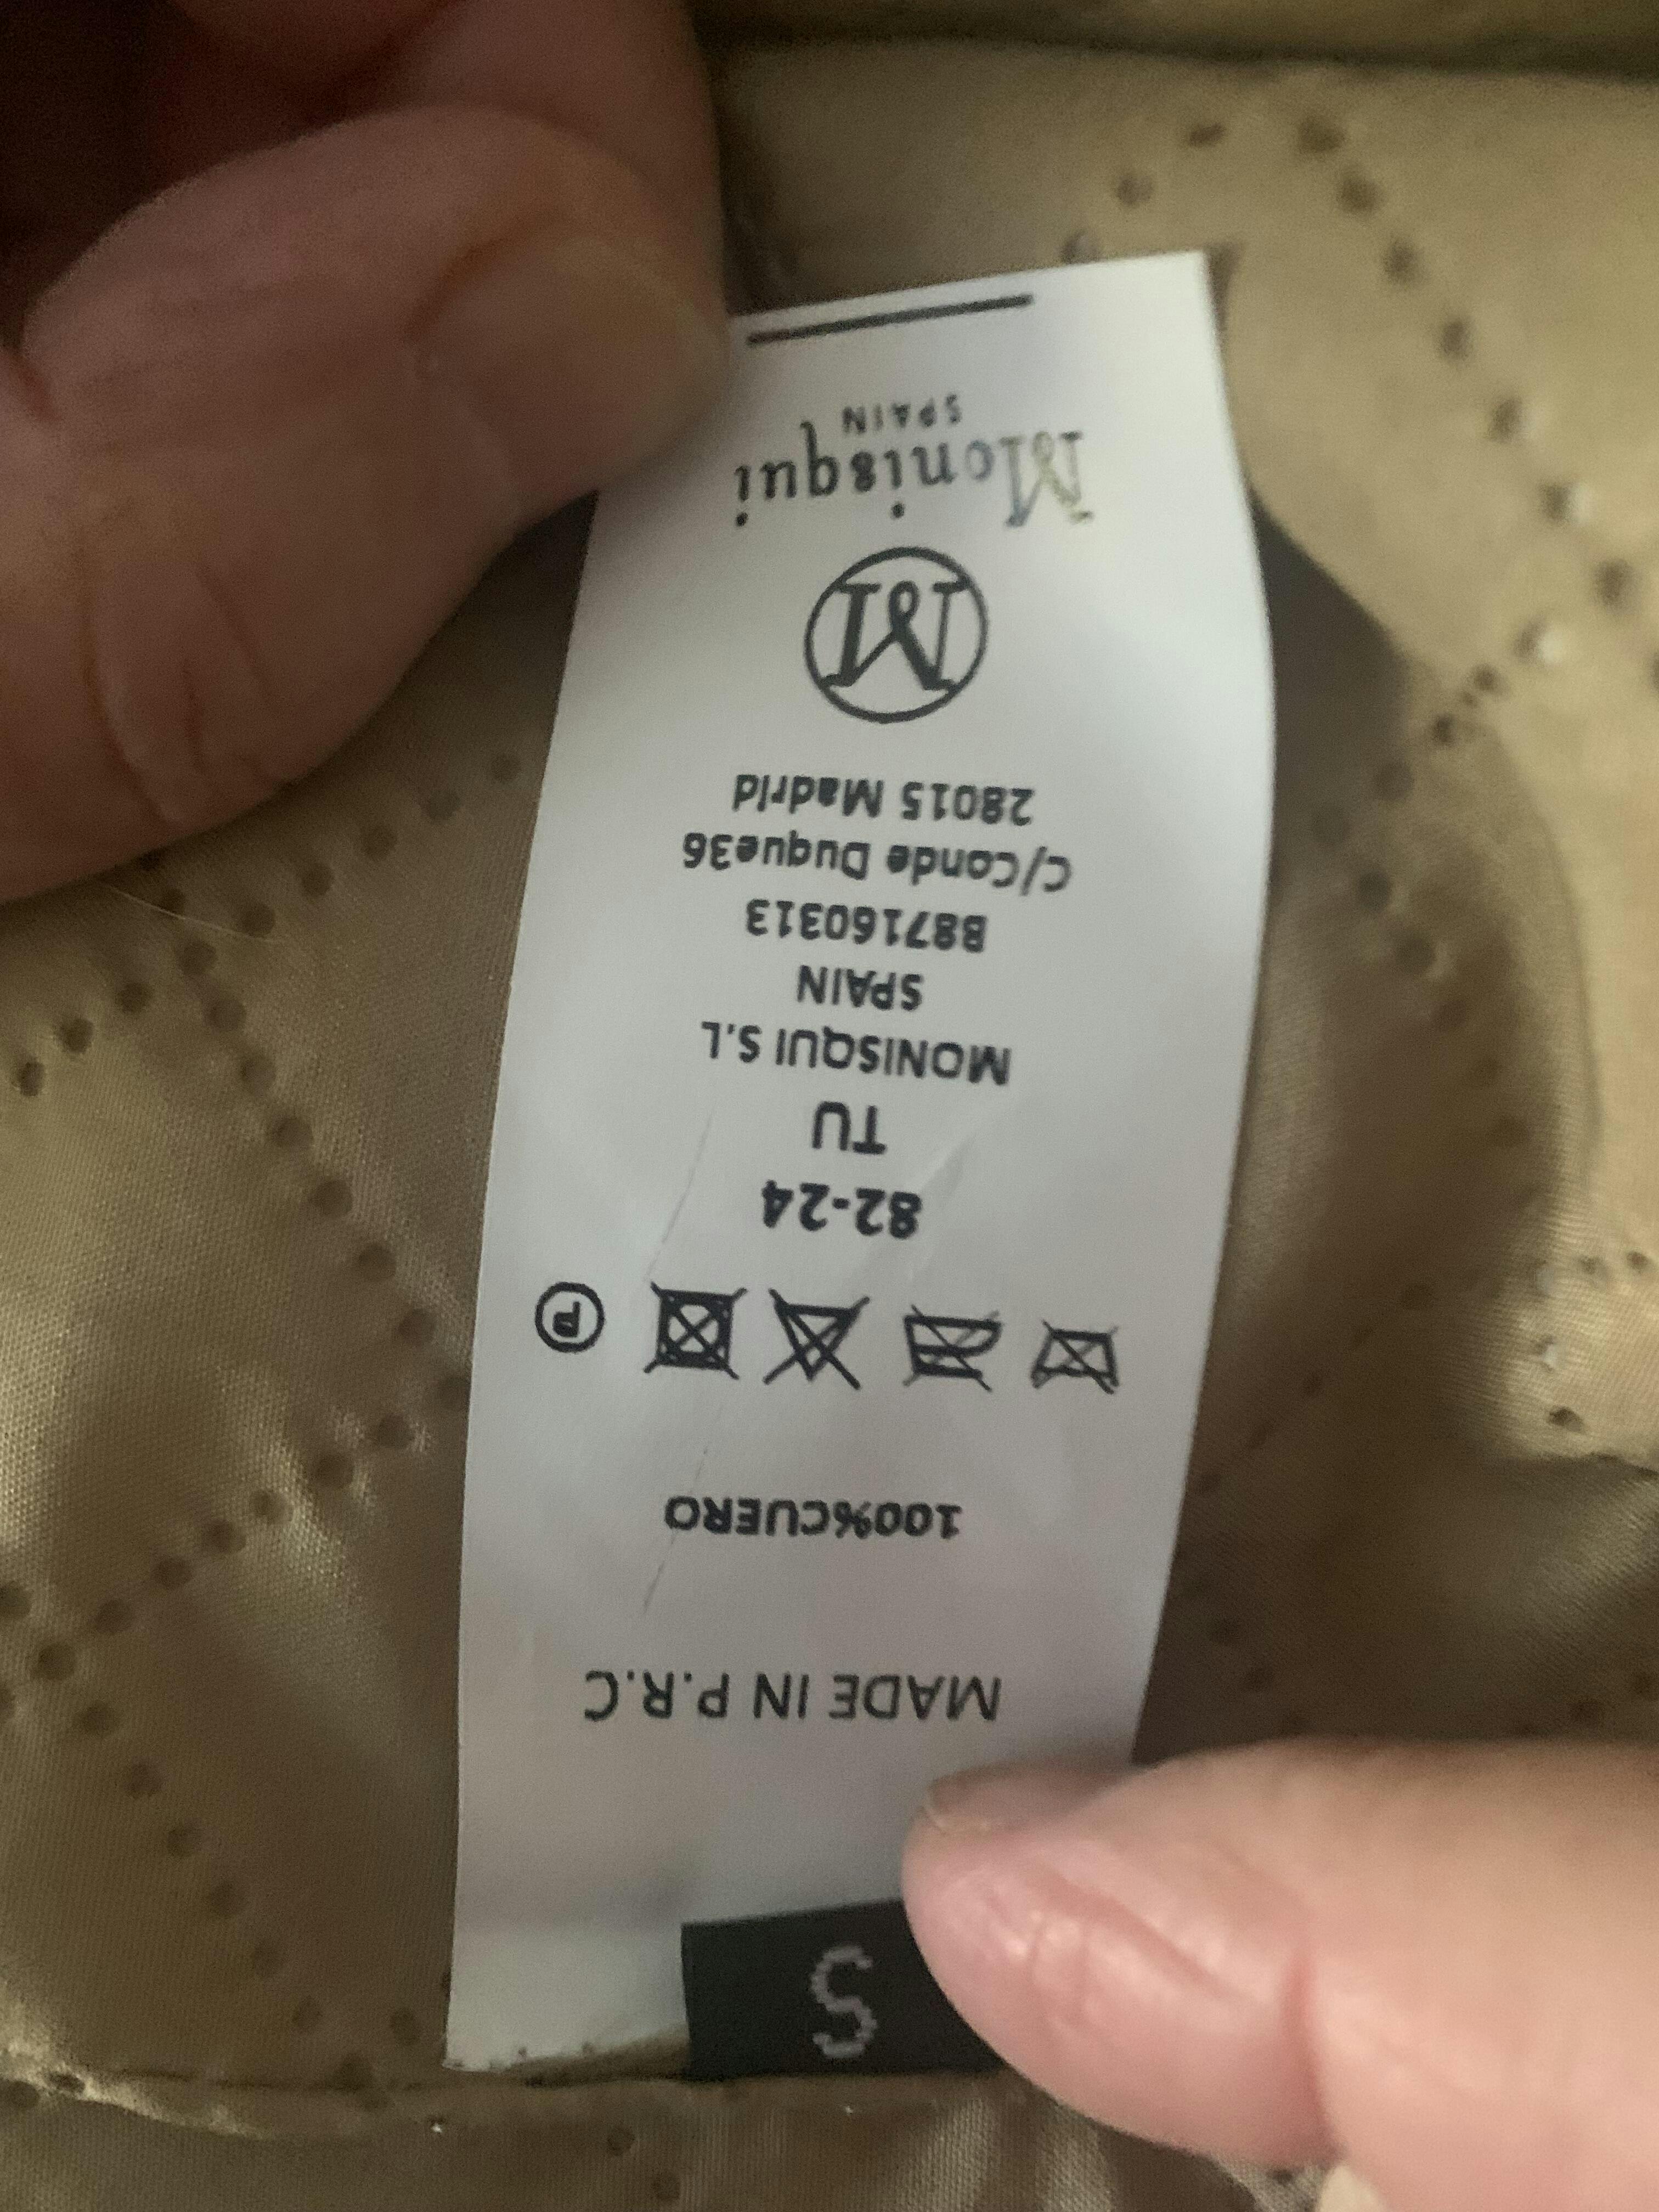 S
MADE IN P.R.C
100%CUERO
P
82-24
TU
MONISQUI S.L
SPAIN
B87160313
C/Conde Duque36
28015 Madrid
M
Monisqui
SPAIN